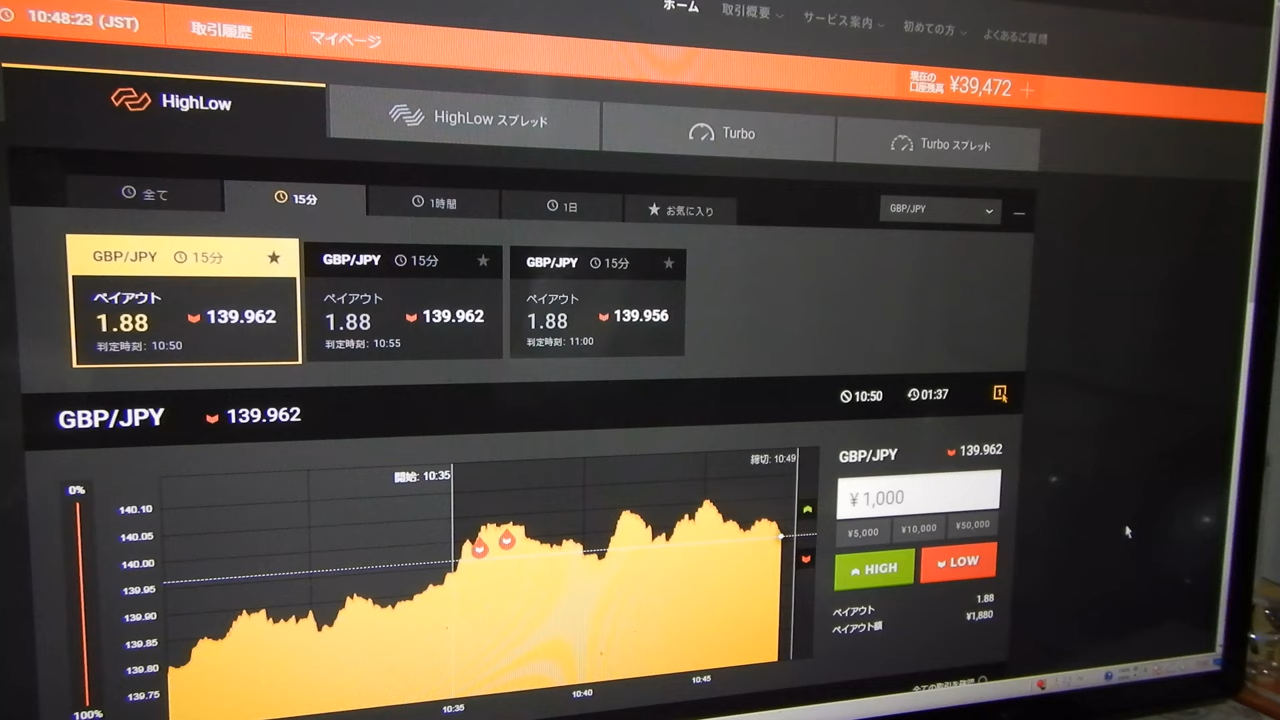 10:48:23 (JST)
取引履歴
マイページ
ホーム
取引概要
サービス案内
初めての方
よくあるご質問
現在の
口座残高
¥39,472
HighLow
HighLow スプレッド
Turbo
Turbo スプレッド
全て
15分
1時間
1日
お気に入り
GBP/JPY
GBP/JPY 15分
ペイアウト
1.88
139.962
判定時刻: 10:50
GBP/JPY 15分
ペイアウト
1.88
139.962
判定時刻: 10:55
GBP/JPY 15分
ペイアウト
1.88
139.956
判定時刻: 11:00
GBP/JPY 139.962
10:50
01:37
1
0%
100%
140.10
140.05
140.00
139.95
139.90
139.85
139.80
139.75
開始: 10:35
締切: 10:49
10:35
10:40
10:45
GBP/JPY
139.962
¥ 1,000
¥5,000
¥10,000
¥50,000
HIGH
LOW
ペイアウト 1.88
ペイアウト額 ¥1,880
全ての取引を確認